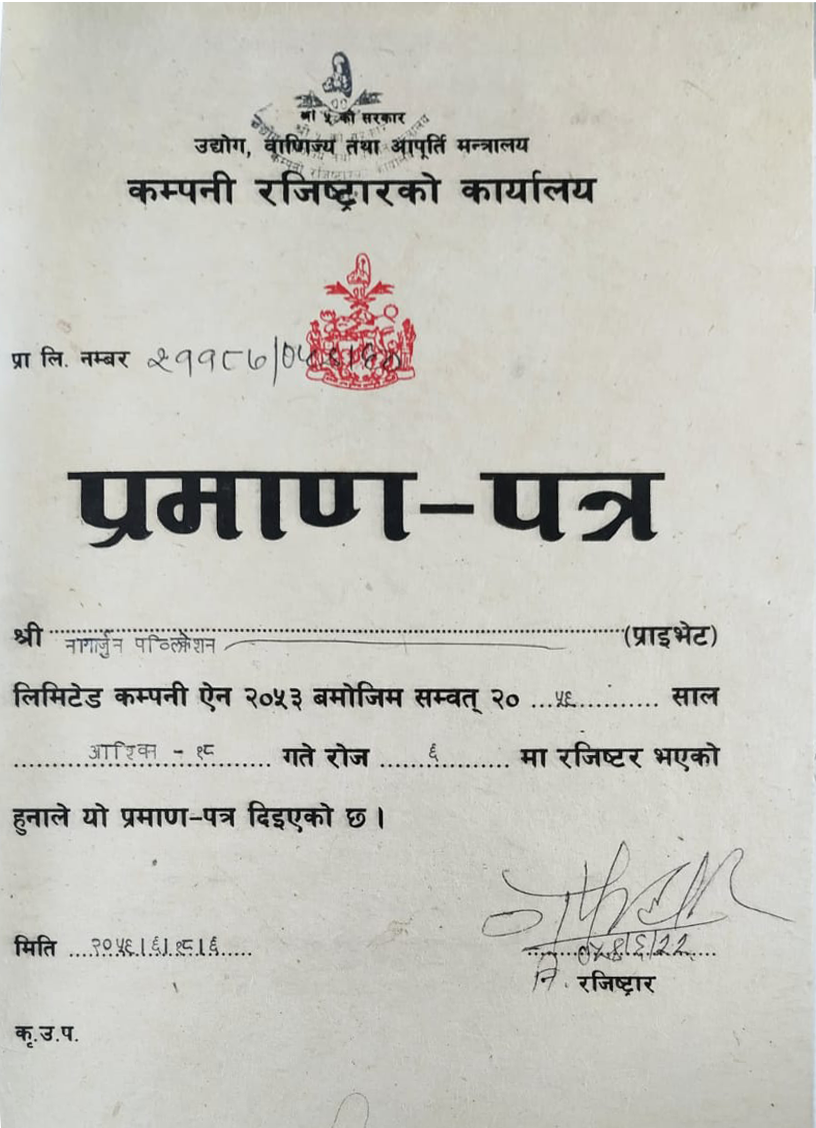 श्री ५ को सरकार
उद्योग, वाणिज्य तथा आपूर्ति मन्त्रालय
कम्पनी रजिष्ट्रारको कार्यालय
प्रा लि. नम्बर
प्रमाण-पत्र
श्री नागार्जुन पब्लिकेशन (प्राइभेट)
लिमिटेड कम्पनी ऐन २०५३ बमोजिम सम्वत् २० ...५६............ साल
............आश्विन - १८......... गते रोज .......६.......... मा रजिष्टर भएको
हुनाले यो प्रमाण-पत्र दिइएको छ ।
मिति ....२०५६।६।१८।६.....
नि. रजिष्ट्रार
कृ.उ.प.